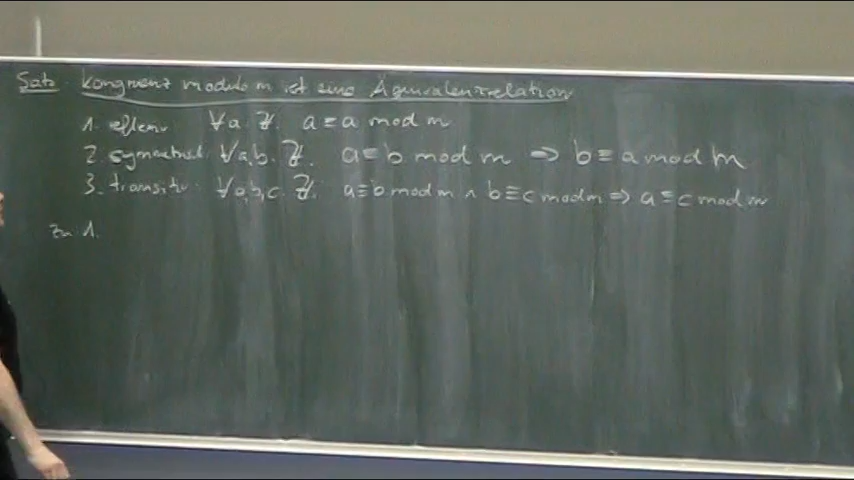 Satz: Kongruenz modulo m ist eine Äquivalenzrelation
1. reflexiv ∀a∈ℤ. a ≡ a mod m
2. symmetrisch: ∀a,b∈ℤ. a ≡ b mod m ⇒ b ≡ a mod m
3. transitiv: ∀a,b,c∈ℤ. a ≡ b mod m ∧ b ≡ c mod m ⇒ a ≡ c mod m
Zu 1.